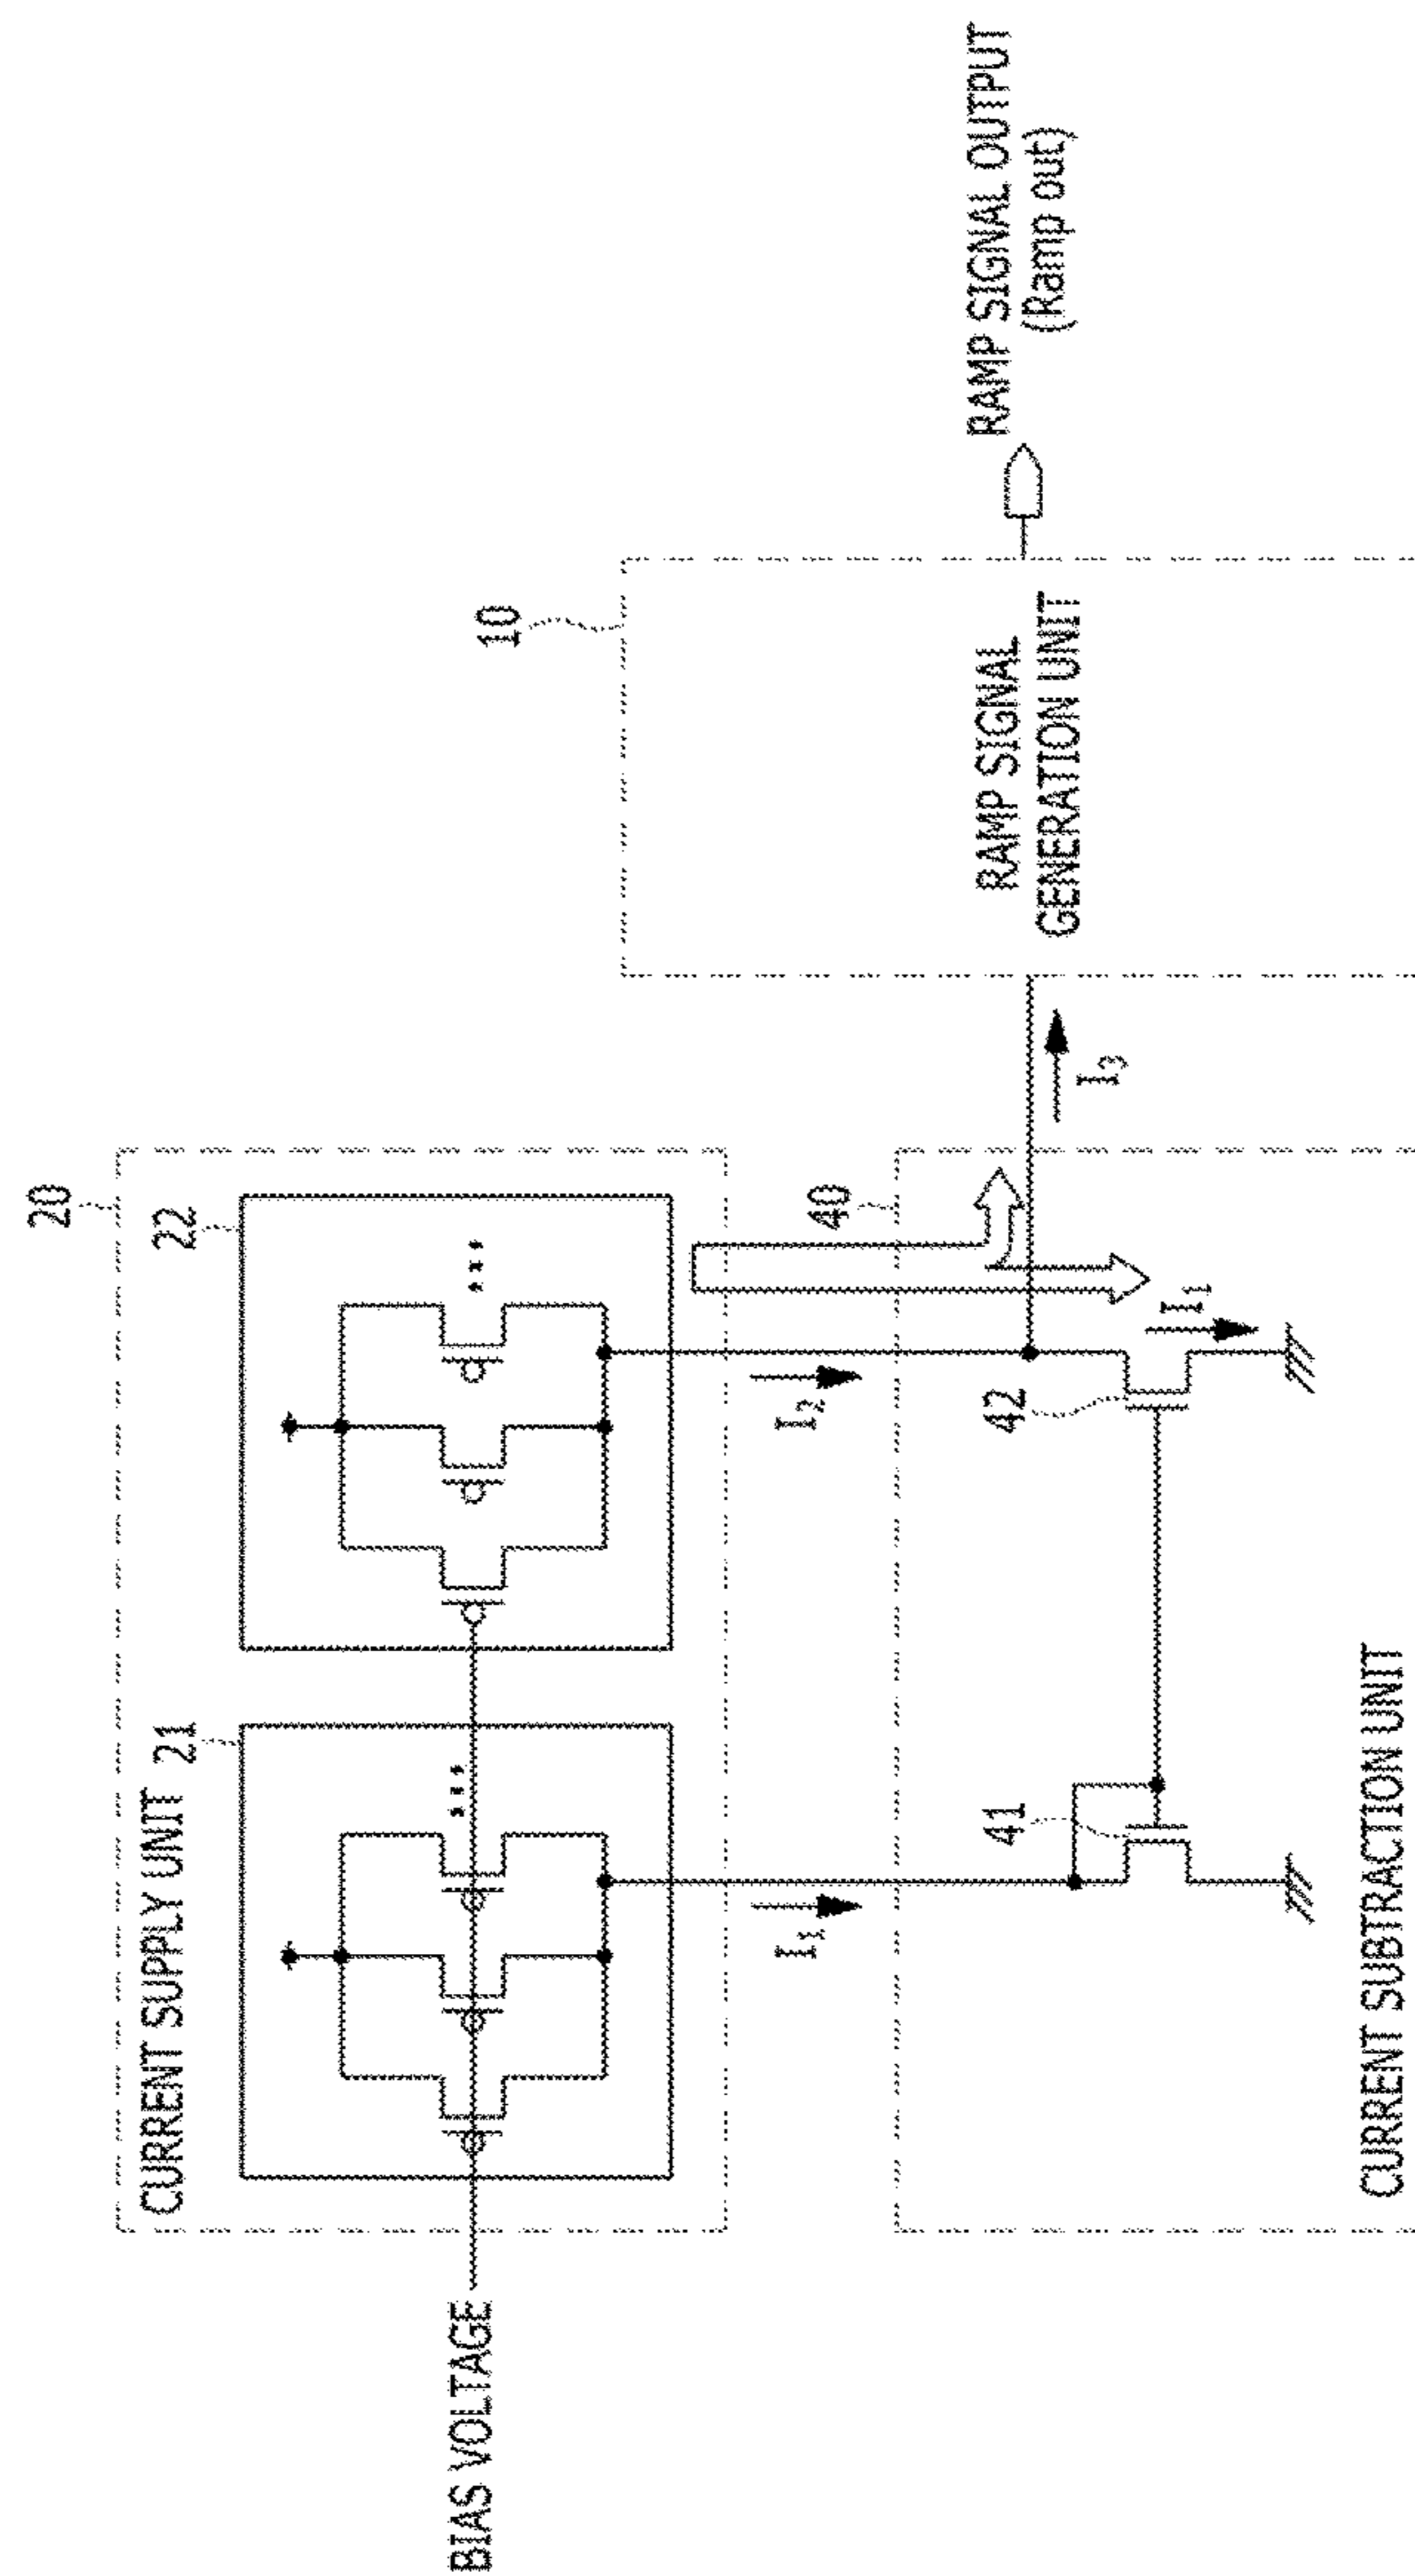 20
CURRENT SUPPLY UNIT
21
22
BIAS VOLTAGE
I1
I2
10
RAMP SIGNAL
GENERATION UNIT
RAMP SIGNAL OUTPUT
(Ramp out)
40
I3
41
42
I1
CURRENT SUBTRACTION UNIT